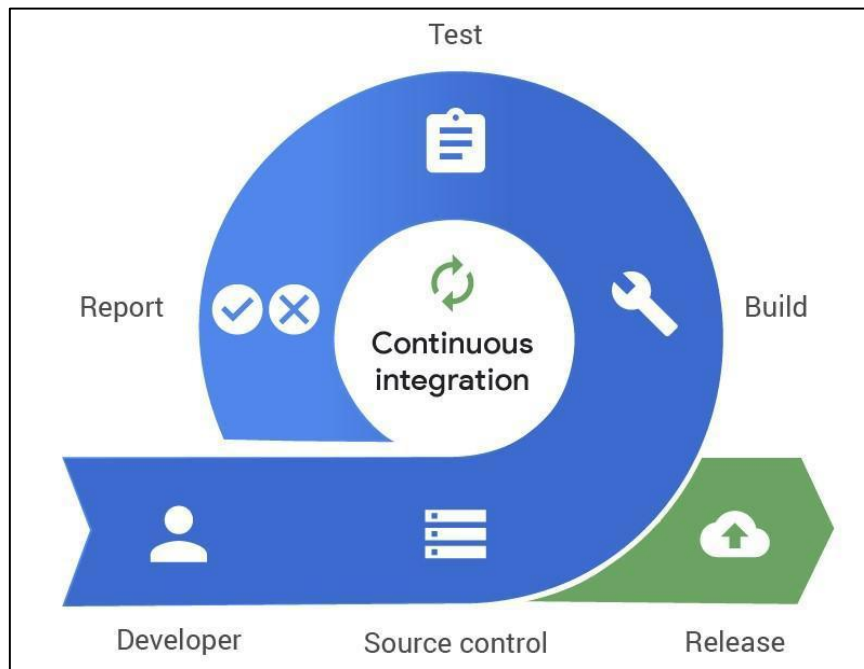 Test
Report
Build
Continuous
integration
Developer
Source control
Release